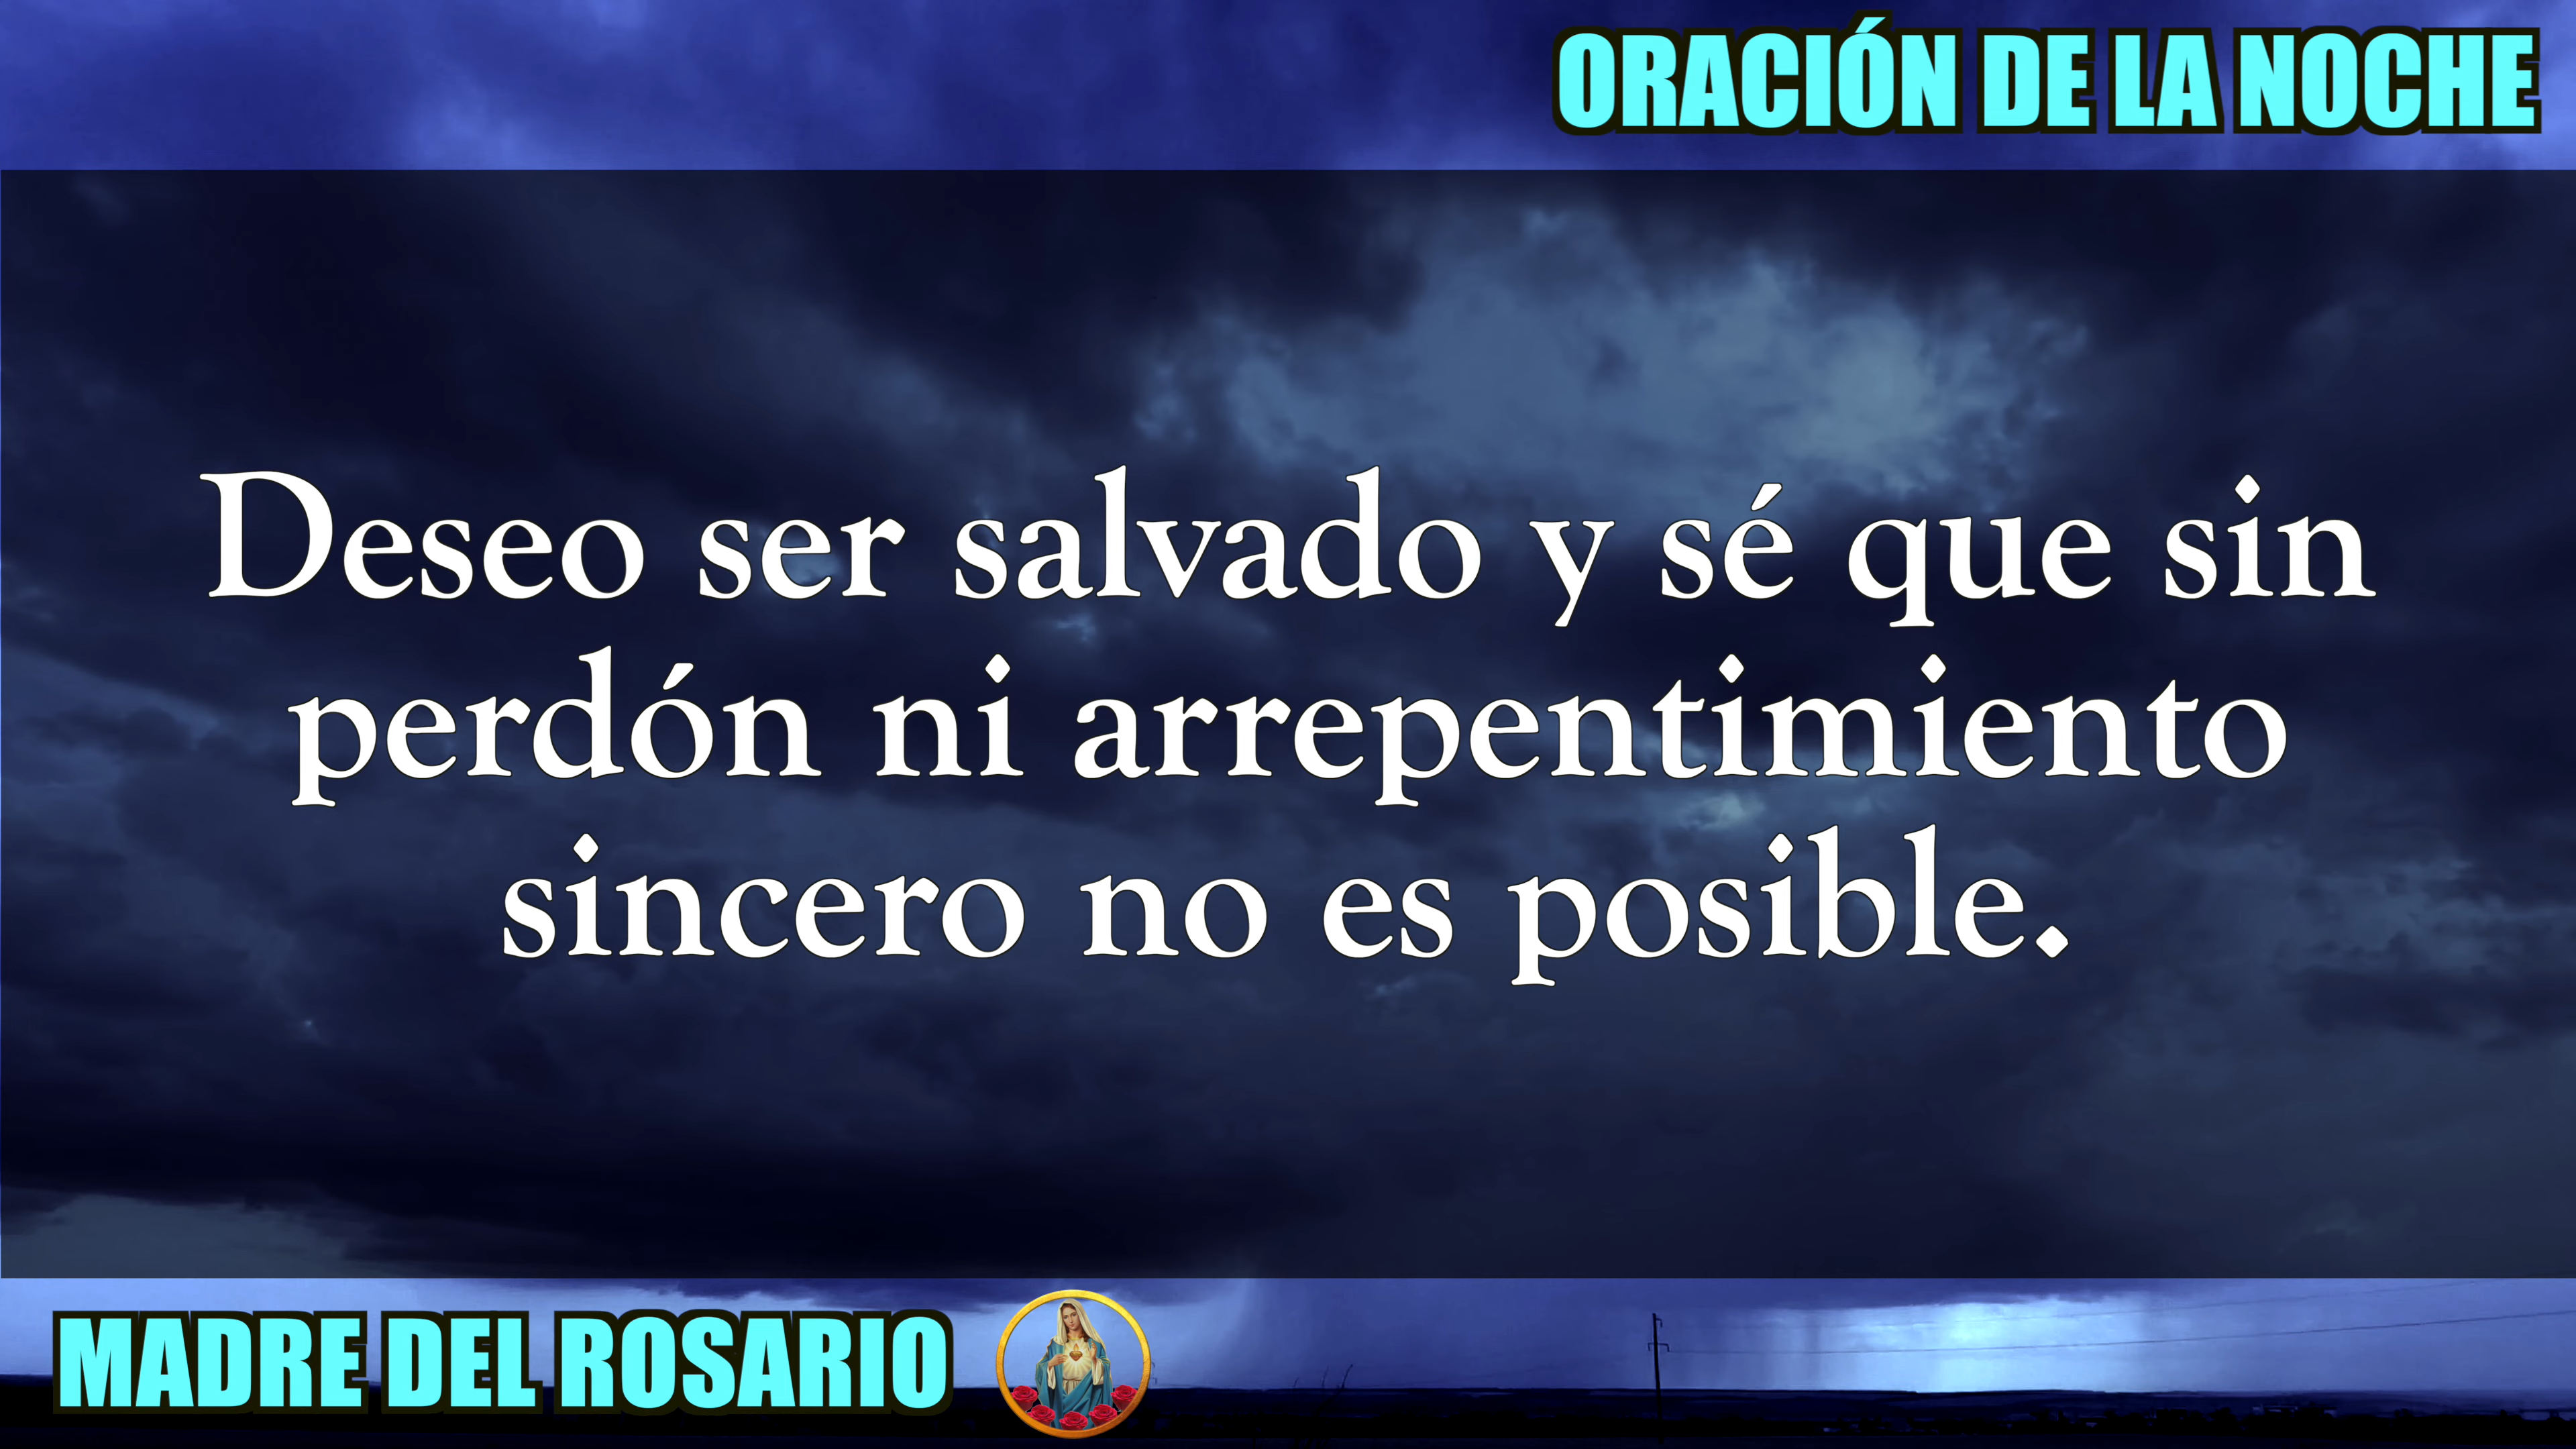 ORACIÓN DE LA NOCHE
Deseo ser salvado y sé que sin
perdón ni arrepentimiento
sincero no es posible.
MADRE DEL ROSARIO